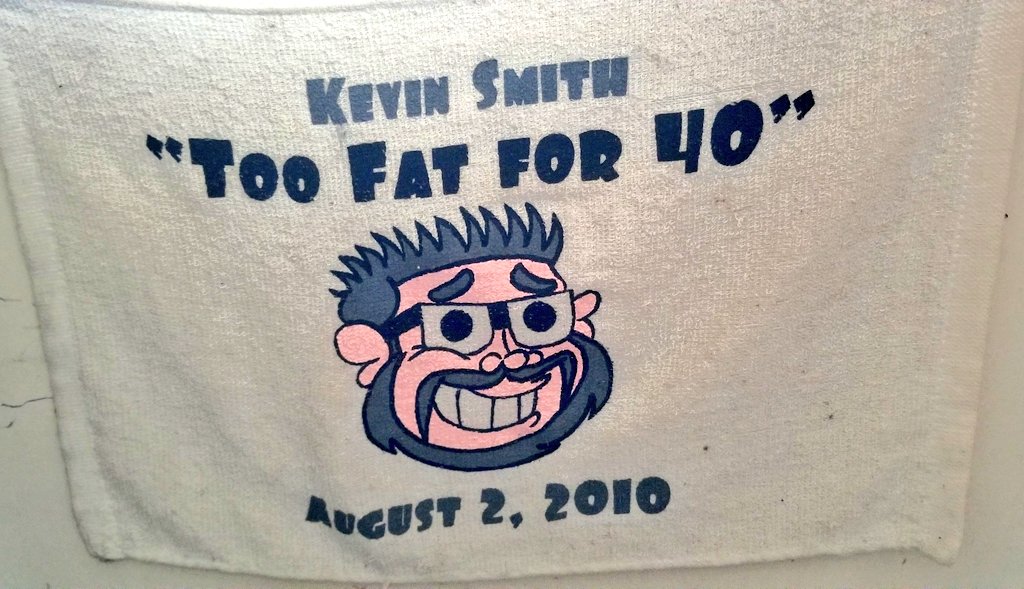 Kevin Smith
"Too Fat for 40"
August 2, 2010